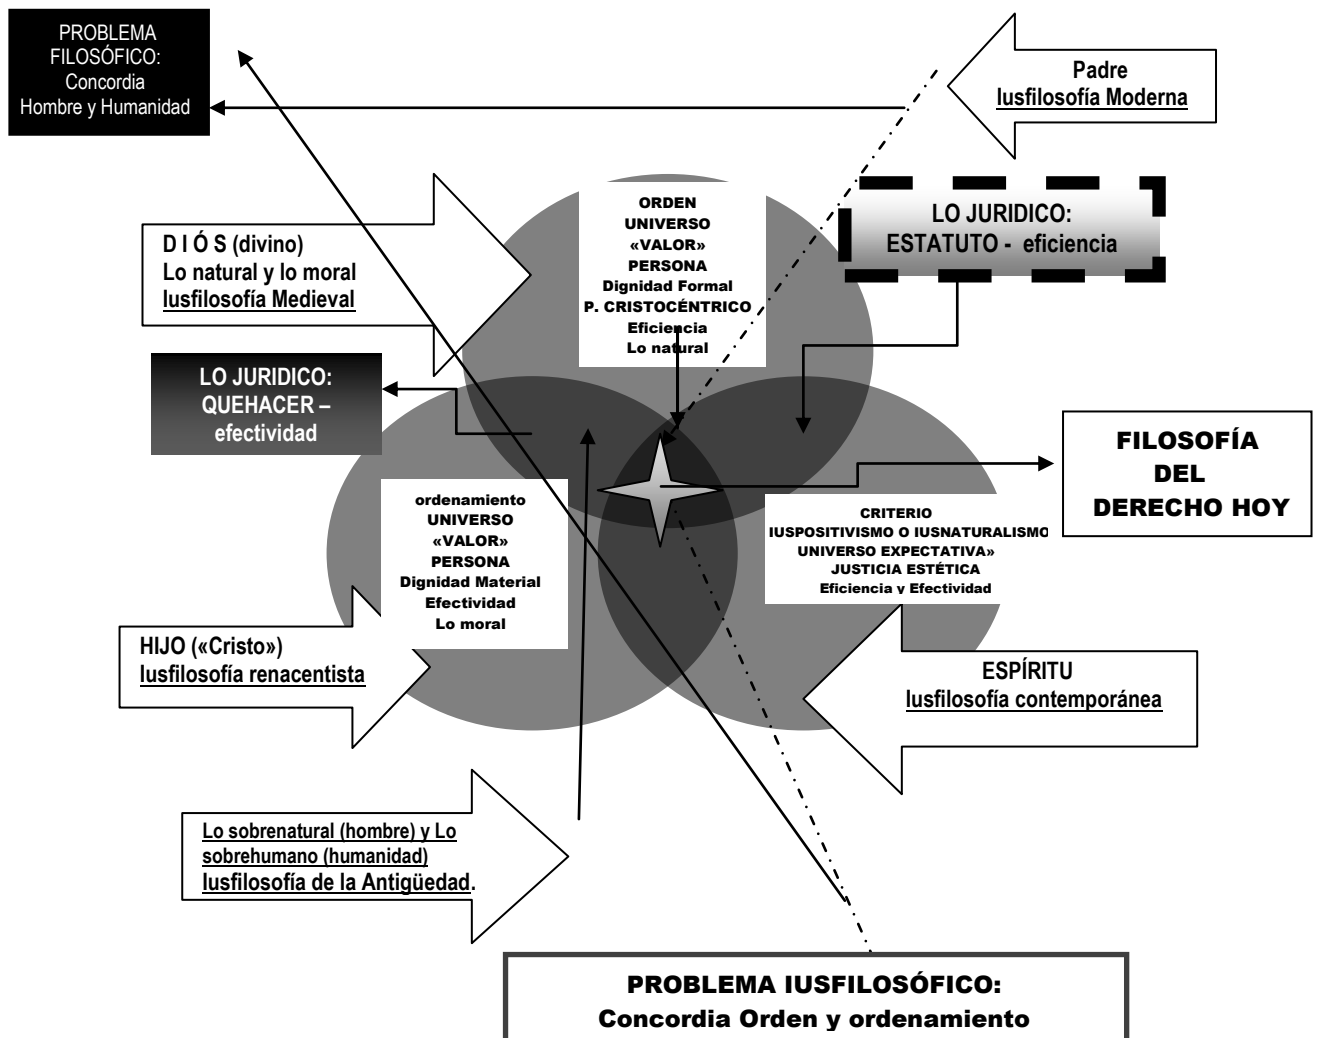 PROBLEMA
FILOSÓFICO:
Concordia
Hombre y Humanidad
Padre
Iusfilosofía Moderna
D I Ó S (divino)
Lo natural y lo moral
Iusfilosofía Medieval
ORDEN
UNIVERSO
«VALOR»
PERSONA
Dignidad Formal
P. CRISTOCÉNTRICO
Eficiencia
Lo natural
LO JURIDICO:
ESTATUTO - eficiencia
LO JURIDICO:
QUEHACER –
efectividad
FILOSOFÍA
DEL
DERECHO HOY
ordenamiento
UNIVERSO
«VALOR»
PERSONA
Dignidad Material
Efectividad
Lo moral
CRITERIO
IUSPOSITIVISMO O IUSNATURALISMO
UNIVERSO EXPECTATIVA»
JUSTICIA ESTÉTICA
Eficiencia y Efectividad
HIJO («Cristo»)
Iusfilosofía renacentista
ESPÍRITU
Iusfilosofía contemporánea
Lo sobrenatural (hombre) y Lo
sobrehumano (humanidad)
Iusfilosofía de la Antigüedad.
PROBLEMA IUSFILOSÓFICO:
Concordia Orden y ordenamiento